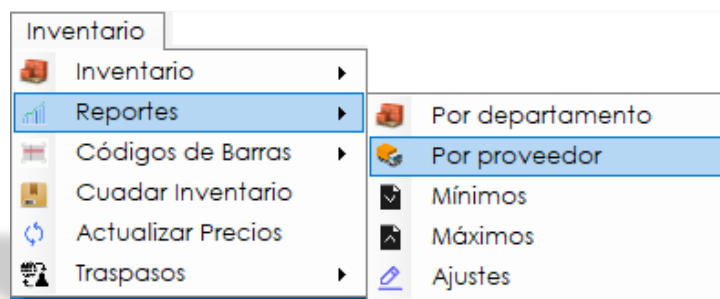 Inventario
Inventario
Reportes
Códigos de Barras
Cuadar Inventario
Actualizar Precios
Traspasos
Por departamento
Por proveedor
Mínimos
Máximos
Ajustes